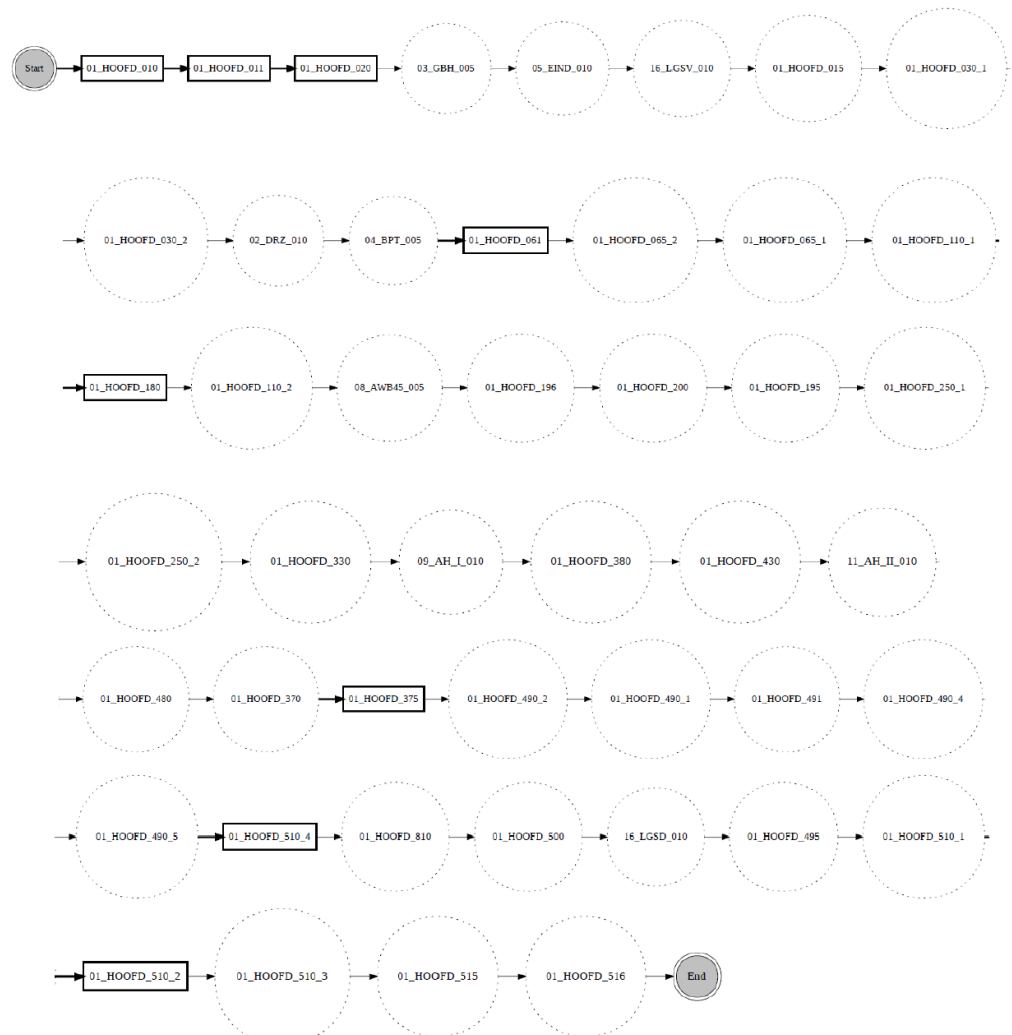 Start 01_HOOFD_010 01_HOOFD_011 01_HOOFD_020 03_GBH_005 05_EIND_010 16_LGSV_010 01_HOOFD_015 01_HOOFD_030_1
01_HOOFD_030_2 02_DRZ_010 04_BPT_005 01_HOOFD_061 01_HOOFD_065_2 01_HOOFD_065_1 01_HOOFD_110_1
01_HOOFD_180 01_HOOFD_110_2 08_AWB45_005 01_HOOFD_196 01_HOOFD_200 01_HOOFD_195 01_HOOFD_250_1
01_HOOFD_250_2 01_HOOFD_330 09_AH_I_010 01_HOOFD_380 01_HOOFD_430 11_AH_II_010
01_HOOFD_480 01_HOOFD_370 01_HOOFD_375 01_HOOFD_490_2 01_HOOFD_490_1 01_HOOFD_491 01_HOOFD_490_4
01_HOOFD_490_5 01_HOOFD_510_4 01_HOOFD_810 01_HOOFD_500 16_LGSD_010 01_HOOFD_495 01_HOOFD_510_1
01_HOOFD_510_2 01_HOOFD_510_3 01_HOOFD_515 01_HOOFD_516 End